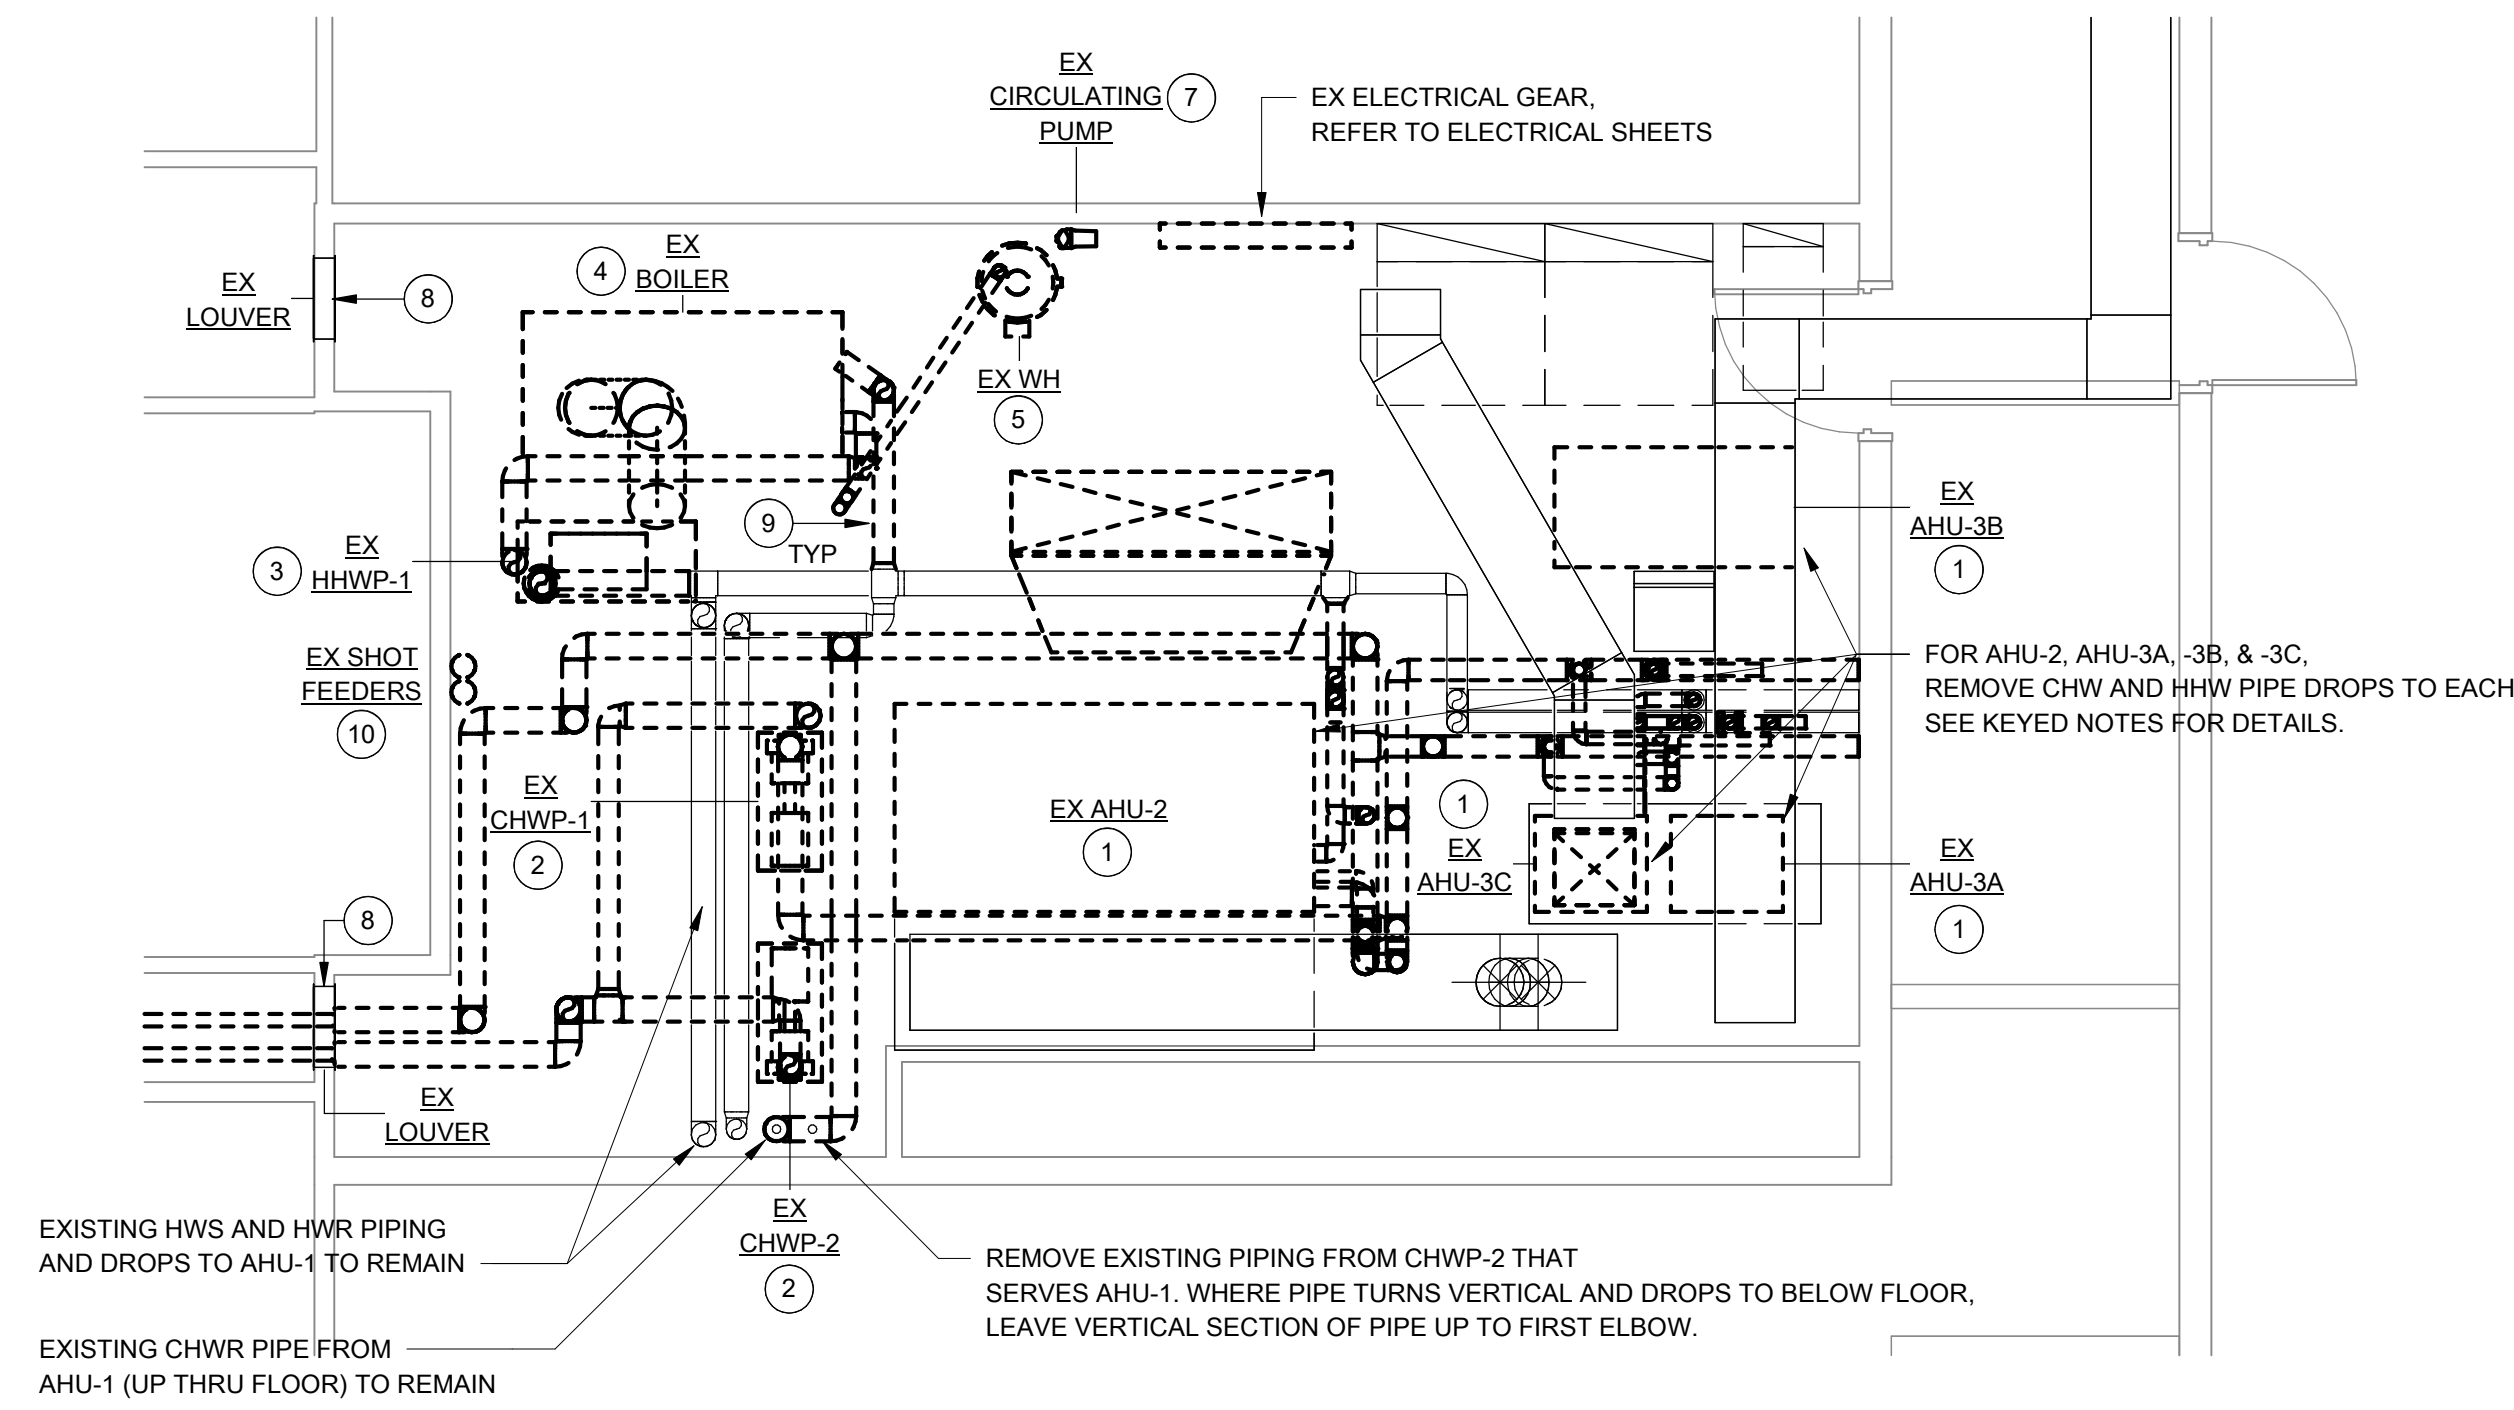 EX
CIRCULATING
PUMP
7
EX ELECTRICAL GEAR,
REFER TO ELECTRICAL SHEETS
EX
LOUVER
8
4
EX
BOILER
EX WH
5
9
TYP
3
EX
HHWP-1
EX
AHU-3B
1
EX SHOT
FEEDERS
10
FOR AHU-2, AHU-3A, -3B, & -3C,
REMOVE CHW AND HHW PIPE DROPS TO EACH
SEE KEYED NOTES FOR DETAILS.
EX
CHWP-1
2
EX AHU-2
1
1
EX
AHU-3C
EX
AHU-3A
1
8
EX
LOUVER
EXISTING HWS AND HWR PIPING
AND DROPS TO AHU-1 TO REMAIN
EX
CHWP-2
2
REMOVE EXISTING PIPING FROM CHWP-2 THAT
SERVES AHU-1. WHERE PIPE TURNS VERTICAL AND DROPS TO BELOW FLOOR,
LEAVE VERTICAL SECTION OF PIPE UP TO FIRST ELBOW.
EXISTING CHWR PIPE FROM
AHU-1 (UP THRU FLOOR) TO REMAIN